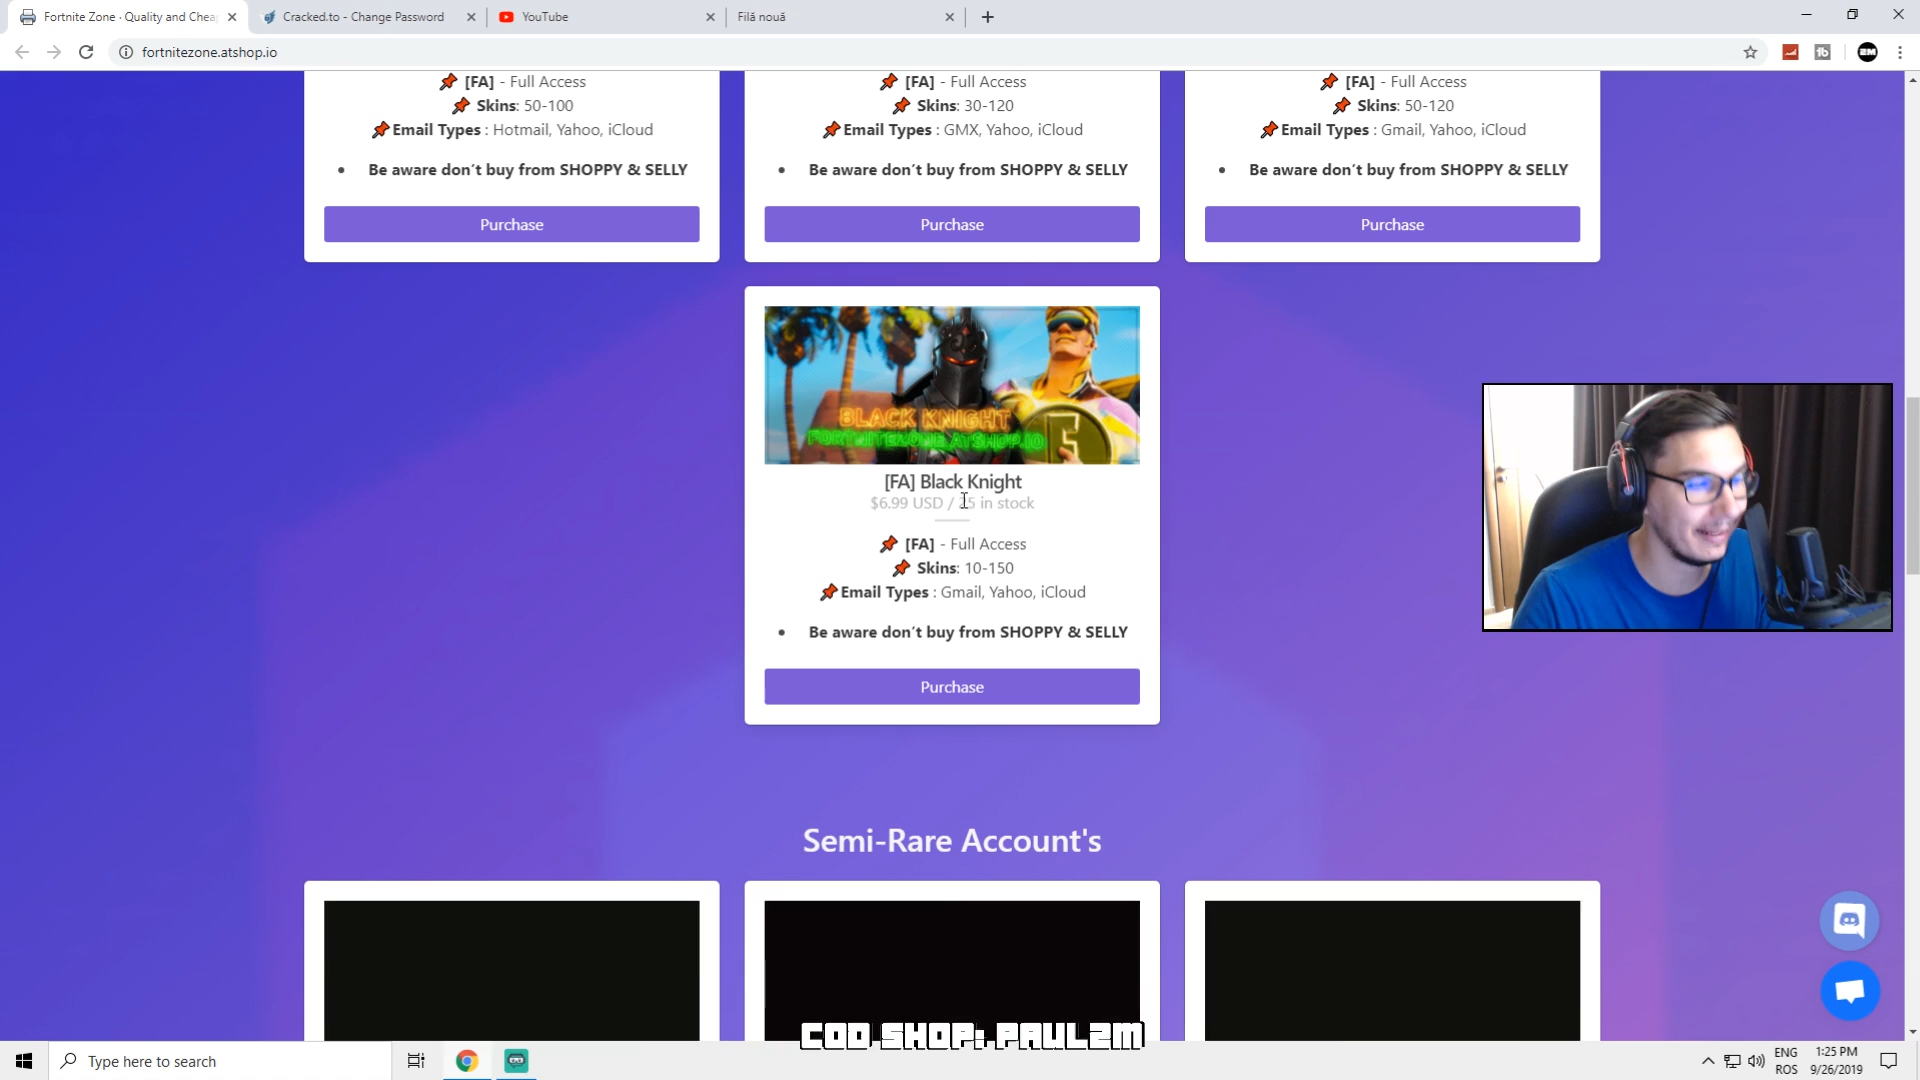 Fortnite Zone · Quality and Chea
Cracked.to - Change Password
YouTube
Filă nouă
fortnitezone.atshop.io
[FA] - Full Access
Skins: 50-100
Email Types : Hotmail, Yahoo, iCloud
Be aware don´t buy from SHOPPY & SELLY
Purchase
[FA] - Full Access
Skins: 30-120
Email Types : GMX, Yahoo, iCloud
Be aware don´t buy from SHOPPY & SELLY
Purchase
[FA] - Full Access
Skins: 50-120
Email Types : Gmail, Yahoo, iCloud
Be aware don´t buy from SHOPPY & SELLY
Purchase
BLACK KNIGHT
FORTNITEZONE.ATSHOP.IO
[FA] Black Knight
$6.99 USD / in stock
[FA] - Full Access
Skins: 10-150
Email Types : Gmail, Yahoo, iCloud
Be aware don´t buy from SHOPPY & SELLY
Purchase
Semi-Rare Account's
COD SHOP: PAUL2M
Type here to search
ENG
ROS
1:25 PM
9/26/2019